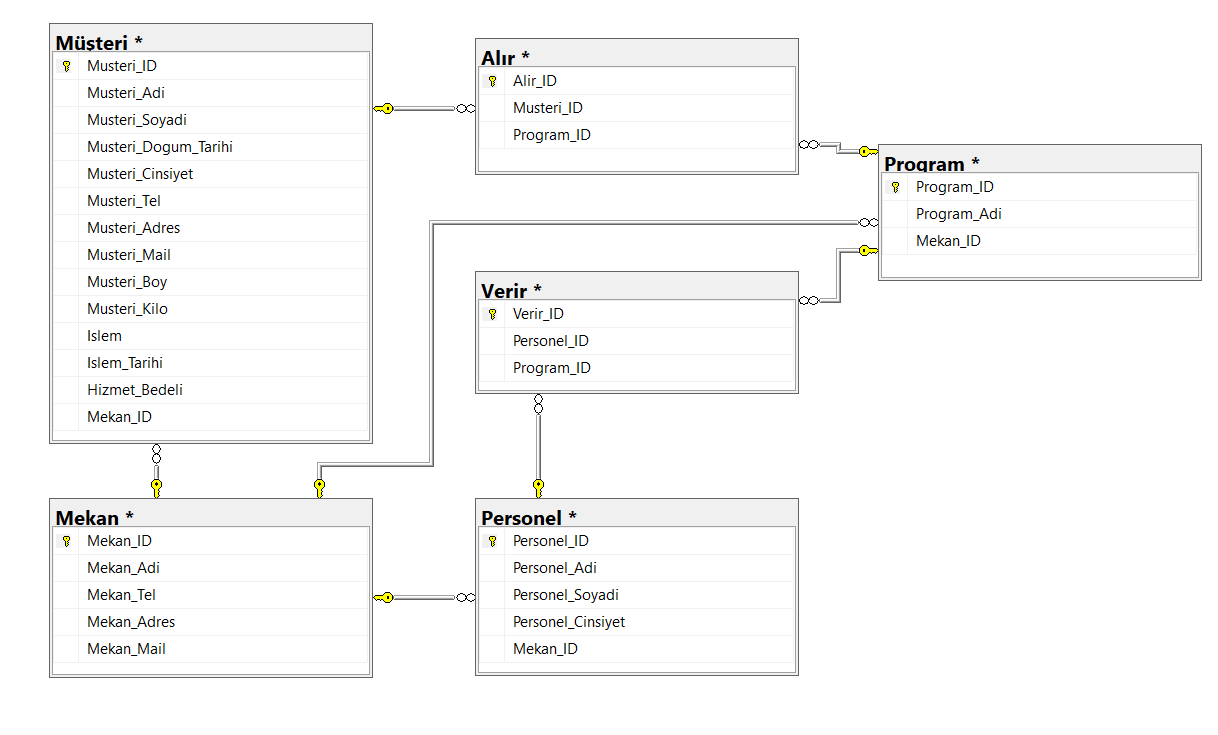 Müşteri *
Musteri_ID
Musteri_Adi
Musteri_Soyadi
Musteri_Dogum_Tarihi
Musteri_Cinsiyet
Musteri_Tel
Musteri_Adres
Musteri_Mail
Musteri_Boy
Musteri_Kilo
Islem
Islem_Tarihi
Hizmet_Bedeli
Mekan_ID
Alır *
Alir_ID
Musteri_ID
Program_ID
Program *
Program_ID
Program_Adi
Mekan_ID
Verir *
Verir_ID
Personel_ID
Program_ID
Mekan *
Mekan_ID
Mekan_Adi
Mekan_Tel
Mekan_Adres
Mekan_Mail
Personel *
Personel_ID
Personel_Adi
Personel_Soyadi
Personel_Cinsiyet
Mekan_ID